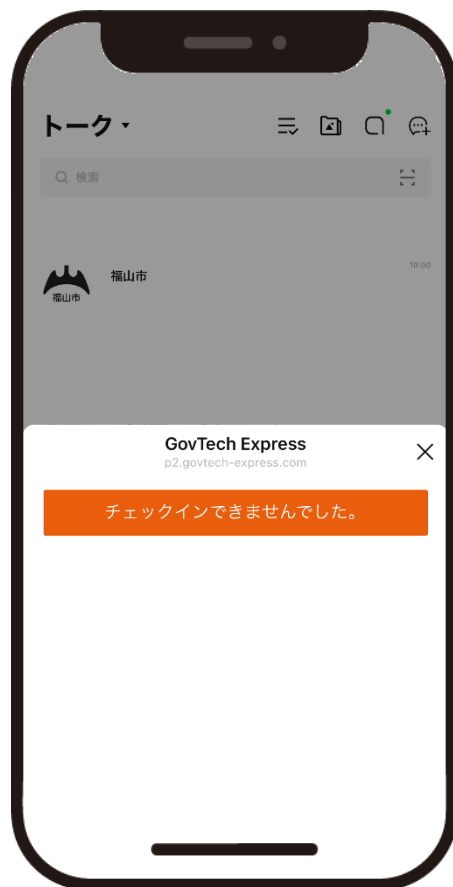 トーク
検索
福山市
10:00
福山市
GovTech Express
p2.govtech-express.com
チェックインできませんでした。